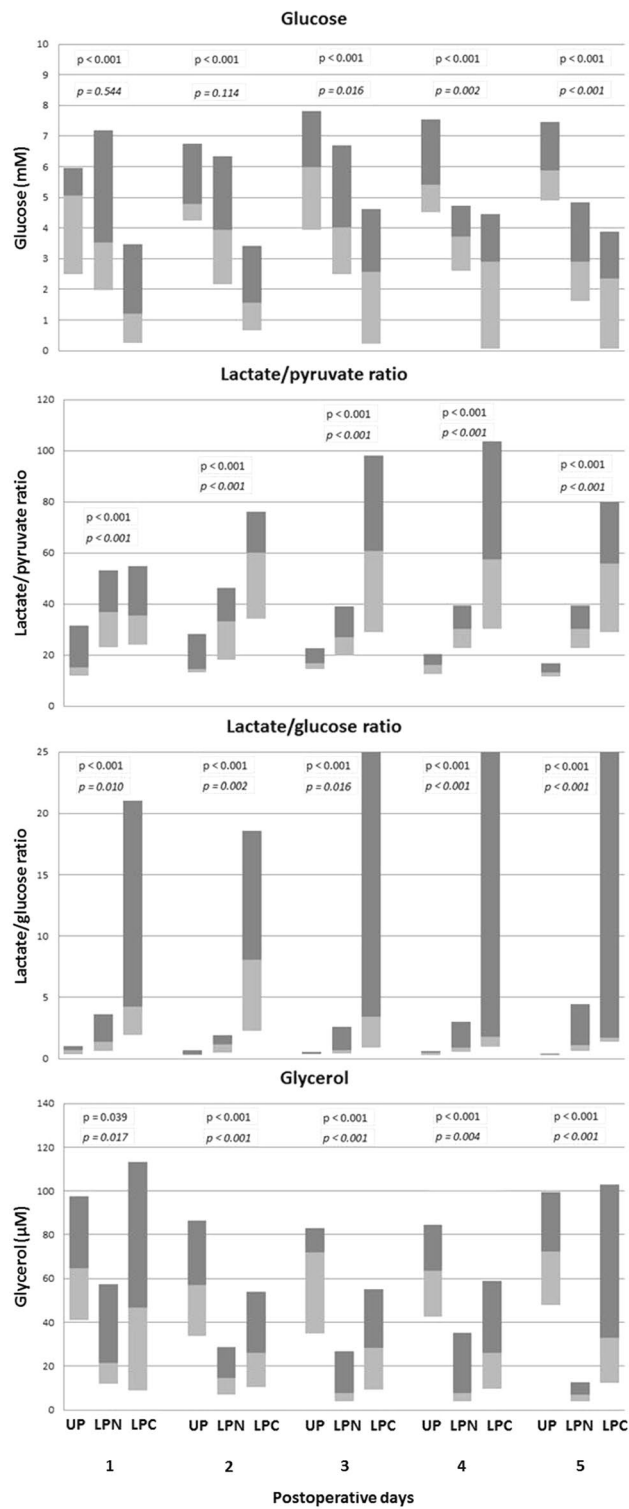 Glucose
10
9
8
7
6
5
4
3
2
1
0
Glucose (mM)
p < 0.001
p = 0.544
p < 0.001
p = 0.114
p < 0.001
p = 0.016
p < 0.001
p = 0.002
p < 0.001
p < 0.001
Lactate/pyruvate ratio
120
100
80
60
40
20
0
Lactate/pyruvate ratio
p < 0.001
p < 0.001
p < 0.001
p < 0.001
p < 0.001
p < 0.001
p < 0.001
p < 0.001
p < 0.001
p < 0.001
Lactate/glucose ratio
25
20
15
10
5
0
Lactate/glucose ratio
p < 0.001
p = 0.010
p < 0.001
p = 0.002
p < 0.001
p = 0.016
p < 0.001
p < 0.001
p < 0.001
p < 0.001
Glycerol
140
120
100
80
60
40
20
0
Glycerol (µM)
p = 0.039
p = 0.017
p < 0.001
p < 0.001
p < 0.001
p < 0.001
p < 0.001
p = 0.004
p < 0.001
p < 0.001
UP LPN LPC UP LPN LPC UP LPN LPC UP LPN LPC UP LPN LPC
1 2 3 4 5
Postoperative days